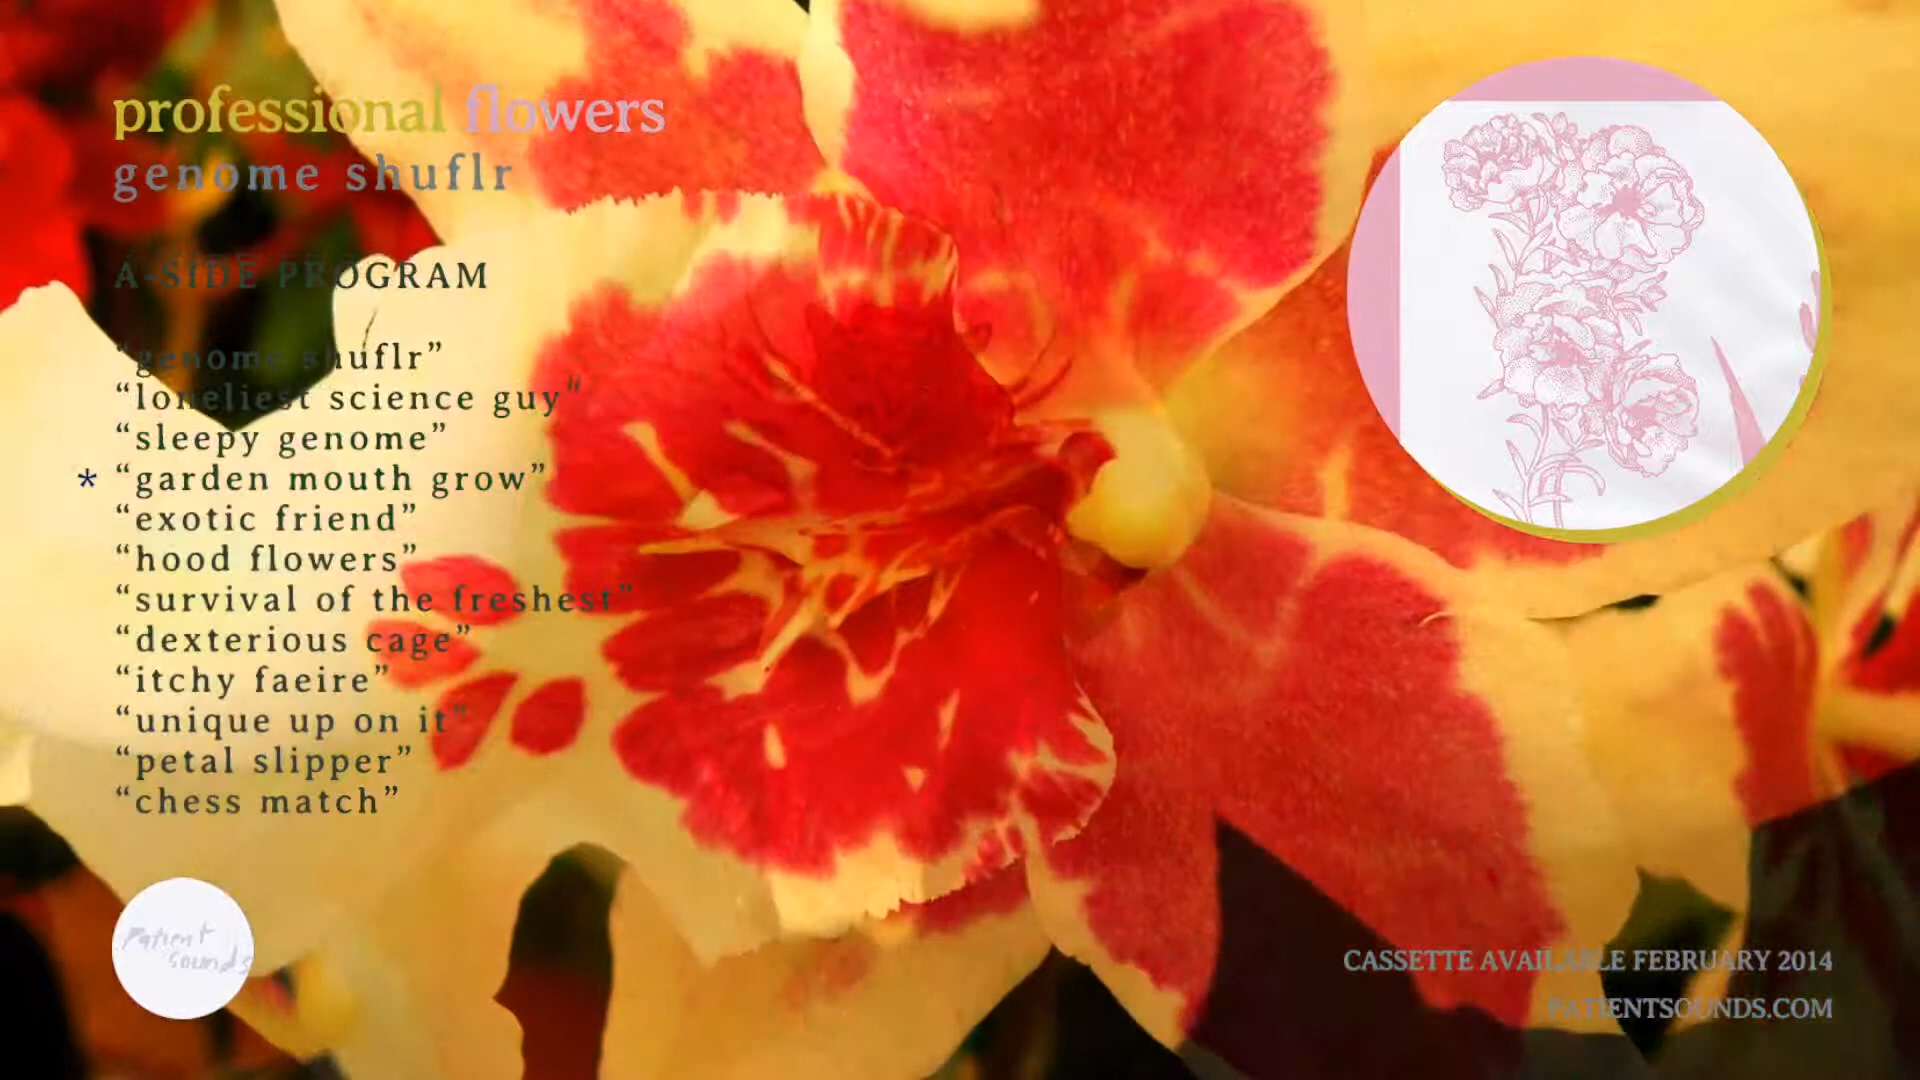 professional flowers
genome shuflr
A-SIDE PROGRAM
“genome shuflr”
“loneliest science guy”
“sleepy genome”
* “garden mouth grow”
“exotic friend”
“hood flowers”
“survival of the freshest”
“dexterious cage”
“itchy faeire”
“unique up on it”
“petal slipper”
“chess match”
Patient
sounds
CASSETTE AVAILABLE FEBRUARY 2014
PATIENTSOUNDS.COM